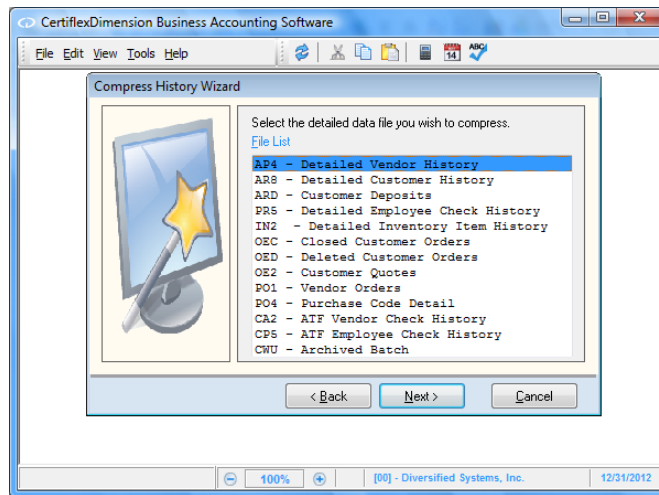 CertiflexDimension Business Accounting Software
File Edit View Tools Help
14
ABC
Compress History Wizard
Select the detailed data file you wish to compress.
File List
AP4 - Detailed Vendor History
AR8 - Detailed Customer History
ARD - Customer Deposits
PR5 - Detailed Employee Check History
IN2  - Detailed Inventory Item History
OEC - Closed Customer Orders
OED - Deleted Customer Orders
OE2 - Customer Quotes
PO1 - Vendor Orders
PO4 - Purchase Code Detail
CA2 - ATF Vendor Check History
CP5 - ATF Employee Check History
CWU - Archived Batch
< Back Next > Cancel
100% [00] - Diversified Systems, Inc. 12/31/2012